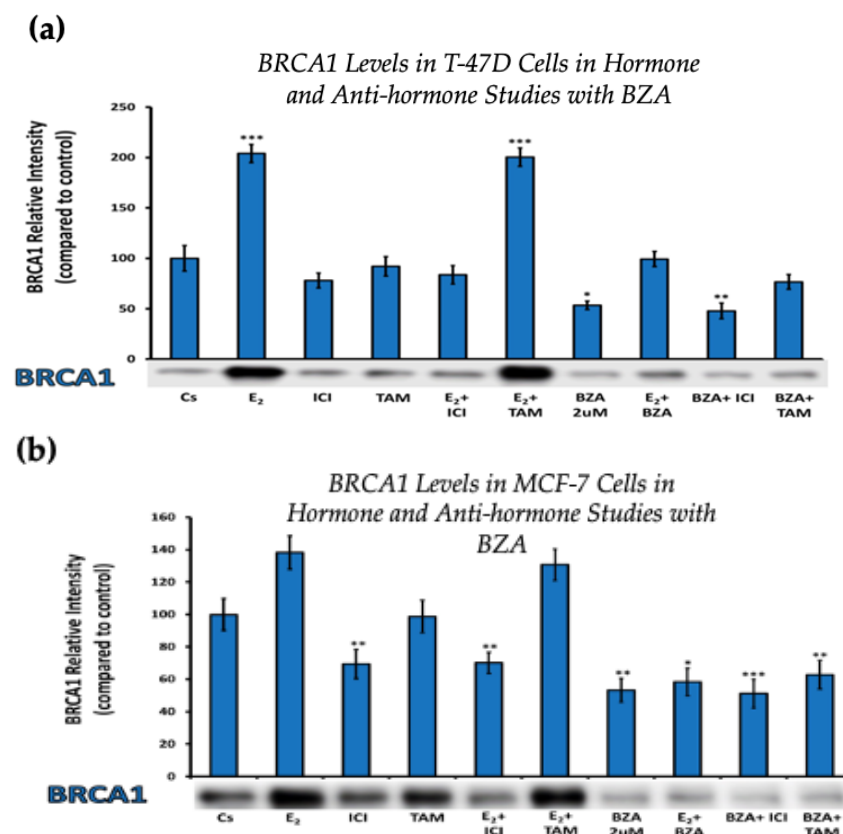 (a)
BRCA1 Levels in T-47D Cells in Hormone
and Anti-hormone Studies with BZA
BRCA1 Relative Intensity
(compared to control)
250
200
150
100
50
0
***
***
*
**
BRCA1
Cs E₂ ICI TAM E₂+ ICI E₂+ TAM BZA 2uM E₂+ BZA BZA+ ICI BZA+ TAM
(b)
BRCA1 Levels in MCF-7 Cells in
Hormone and Anti-hormone Studies with
BZA
BRCA1 Relative Intensity
(compared to control)
160
140
120
100
80
60
40
20
0
**
**
**
*
***
**
BRCA1
Cs E₂ ICI TAM E₂+ ICI E₂+ TAM BZA 2uM E₂+ BZA BZA+ ICI BZA+ TAM